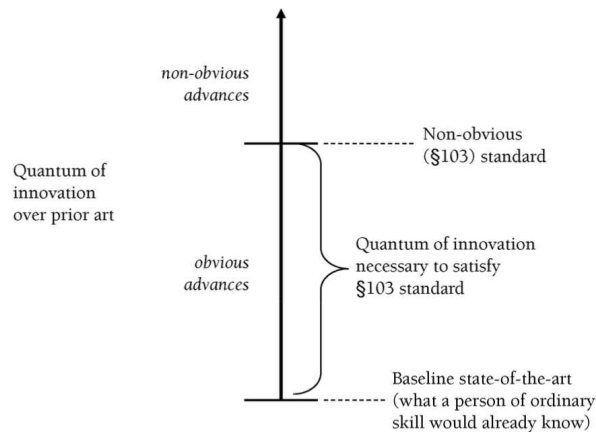 non-obvious
advances
Non-obvious
(§103) standard
Quantum of
innovation
over prior art
obvious
advances
Quantum of innovation
necessary to satisfy
§103 standard
Baseline state-of-the-art
(what a person of ordinary
skill would already know)